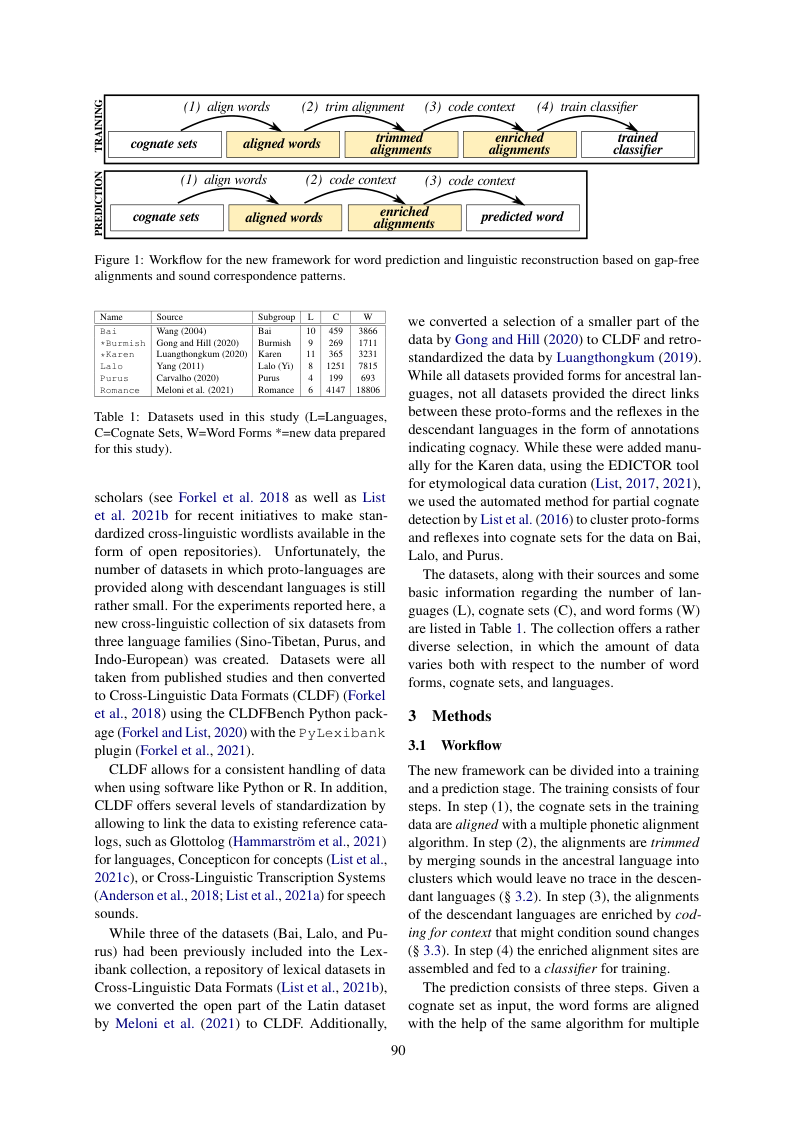 TRAINING
(1) align words (2) trim alignment (3) code context (4) train classifier
cognate sets aligned words trimmed alignments enriched alignments trained classifier
PREDICTION
(1) align words (2) code context (3) code context
cognate sets aligned words enriched alignments predicted word
Figure 1: Workflow for the new framework for word prediction and linguistic reconstruction based on gap-free
alignments and sound correspondence patterns.
Name Source Subgroup L C W
Bai Wang (2004) Bai 10 459 3866
*Burmish Gong and Hill (2020) Burmish 9 269 1711
*Karen Luangthongkum (2020) Karen 11 365 3231
Lalo Yang (2011) Lalo (Yi) 8 1251 7815
Purus Carvalho (2020) Purus 4 199 693
Romance Meloni et al. (2021) Romance 6 4147 18806
Table 1: Datasets used in this study (L=Languages,
C=Cognate Sets, W=Word Forms *=new data prepared
for this study).
scholars (see Forkel et al. 2018 as well as List
et al. 2021b for recent initiatives to make stan-
dardized cross-linguistic wordlists available in the
form of open repositories). Unfortunately, the
number of datasets in which proto-languages are
provided along with descendant languages is still
rather small. For the experiments reported here, a
new cross-linguistic collection of six datasets from
three language families (Sino-Tibetan, Purus, and
Indo-European) was created. Datasets were all
taken from published studies and then converted
to Cross-Linguistic Data Formats (CLDF) (Forkel
et al., 2018) using the CLDFBench Python pack-
age (Forkel and List, 2020) with the PyLexibank
plugin (Forkel et al., 2021).
CLDF allows for a consistent handling of data
when using software like Python or R. In addition,
CLDF offers several levels of standardization by
allowing to link the data to existing reference cata-
logs, such as Glottolog (Hammarström et al., 2021)
for languages, Concepticon for concepts (List et al.,
2021c), or Cross-Linguistic Transcription Systems
(Anderson et al., 2018; List et al., 2021a) for speech
sounds.
While three of the datasets (Bai, Lalo, and Pu-
rus) had been previously included into the Lex-
ibank collection, a repository of lexical datasets in
Cross-Linguistic Data Formats (List et al., 2021b),
we converted the open part of the Latin dataset
by Meloni et al. (2021) to CLDF. Additionally,
we converted a selection of a smaller part of the
data by Gong and Hill (2020) to CLDF and retro-
standardized the data by Luangthongkum (2019).
While all datasets provided forms for ancestral lan-
guages, not all datasets provided the direct links
between these proto-forms and the reflexes in the
descendant languages in the form of annotations
indicating cognacy. While these were added manu-
ally for the Karen data, using the EDICTOR tool
for etymological data curation (List, 2017, 2021),
we used the automated method for partial cognate
detection by List et al. (2016) to cluster proto-forms
and reflexes into cognate sets for the data on Bai,
Lalo, and Purus.
The datasets, along with their sources and some
basic information regarding the number of lan-
guages (L), cognate sets (C), and word forms (W)
are listed in Table 1. The collection offers a rather
diverse selection, in which the amount of data
varies both with respect to the number of word
forms, cognate sets, and languages.
3 Methods
3.1 Workflow
The new framework can be divided into a training
and a prediction stage. The training consists of four
steps. In step (1), the cognate sets in the training
data are aligned with a multiple phonetic alignment
algorithm. In step (2), the alignments are trimmed
by merging sounds in the ancestral language into
clusters which would leave no trace in the descen-
dant languages (§ 3.2). In step (3), the alignments
of the descendant languages are enriched by cod-
ing for context that might condition sound changes
(§ 3.3). In step (4) the enriched alignment sites are
assembled and fed to a classifier for training.
The prediction consists of three steps. Given a
cognate set as input, the word forms are aligned
with the help of the same algorithm for multiple
90